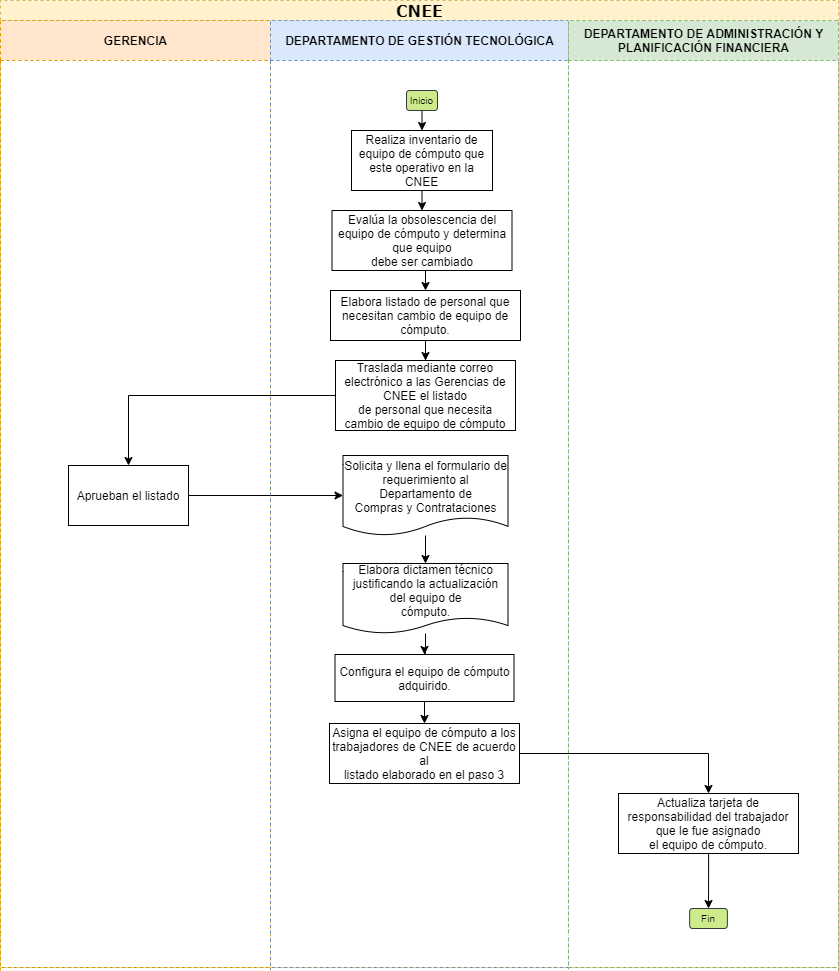 CNEE
GERENCIA
DEPARTAMENTO DE GESTIÓN TECNOLÓGICA
DEPARTAMENTO DE ADMINISTRACIÓN Y
PLANIFICACIÓN FINANCIERA
Inicio
Realiza inventario de
equipo de cómputo que
este operativo en la
CNEE
Evalúa la obsolescencia del
equipo de cómputo y determina
que equipo
debe ser cambiado
Elabora listado de personal que
necesitan cambio de equipo de
cómputo.
Traslada mediante correo
electrónico a las Gerencias de
CNEE el listado
de personal que necesita
cambio de equipo de cómputo
Aprueban el listado
Solicita y llena el formulario de
requerimiento al
Departamento de
Compras y Contrataciones
Elabora dictamen técnico
justificando la actualización
del equipo de
cómputo.
Configura el equipo de cómputo
adquirido.
Asigna el equipo de cómputo a los
trabajadores de CNEE de acuerdo
al
listado elaborado en el paso 3
Actualiza tarjeta de
responsabilidad del trabajador
que le fue asignado
el equipo de cómputo.
Fin